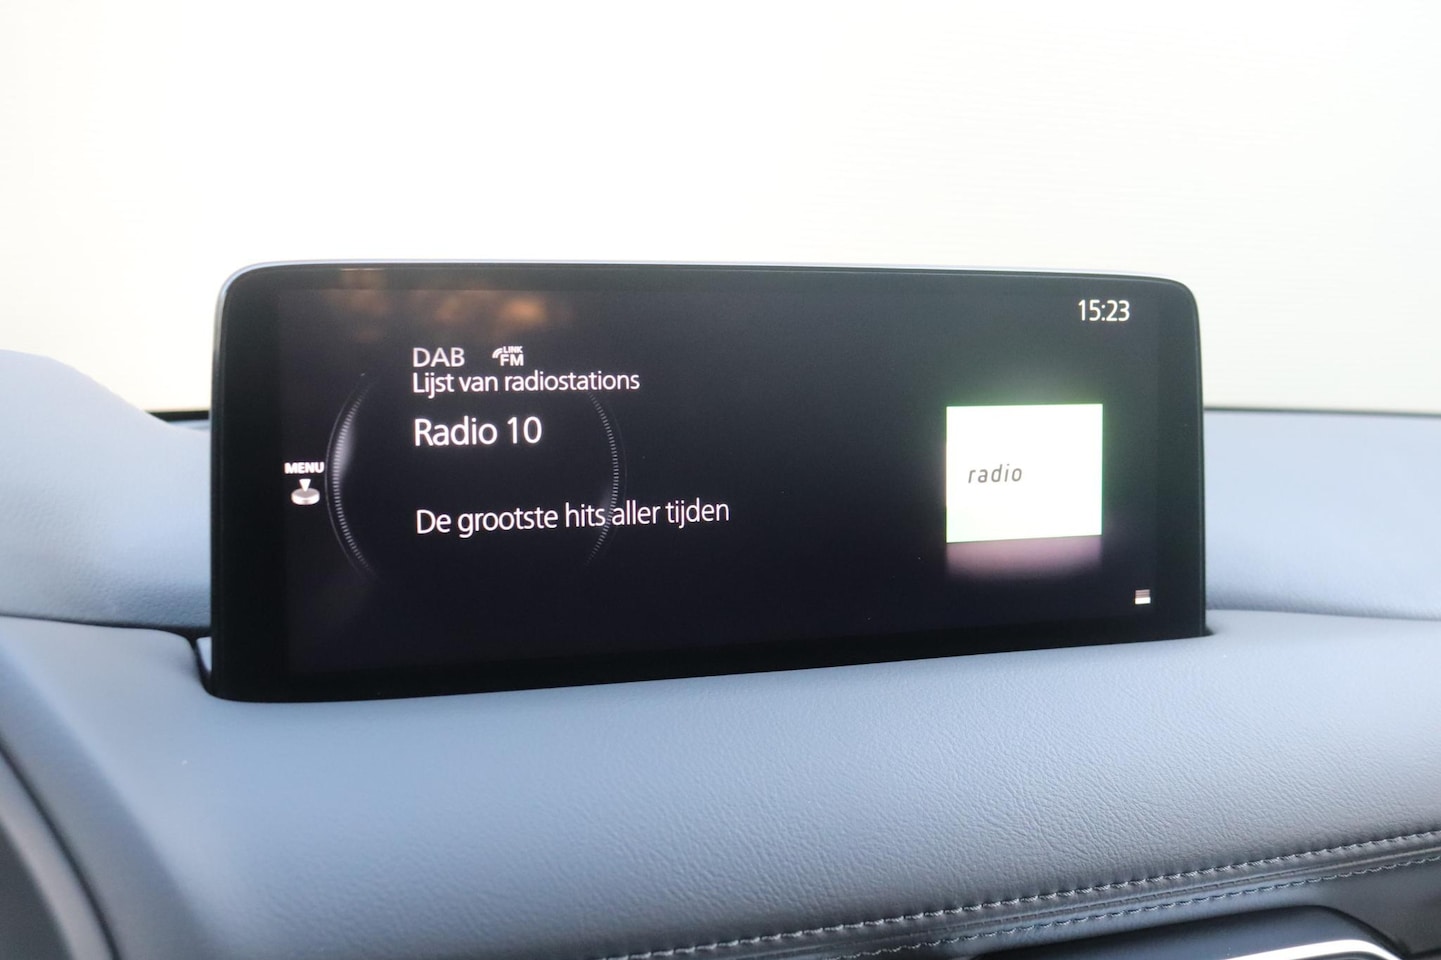 15:23
DAB LINK FM
Lijst van radiostations
Radio 10
MENU
radio
De grootste hits aller tijden